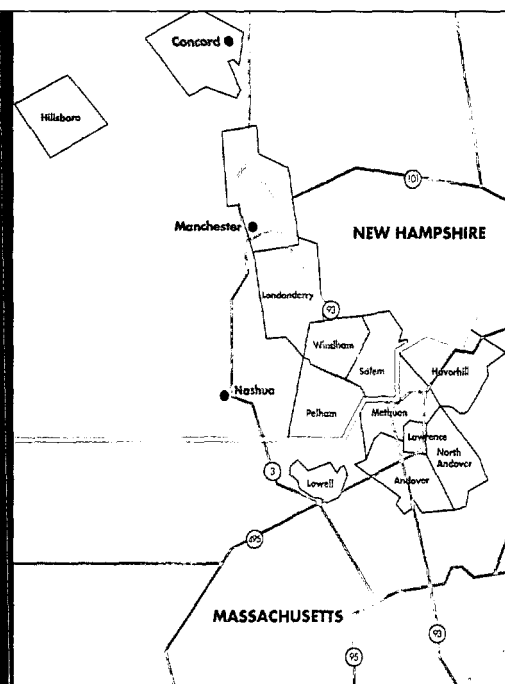 Concord
Hillsboro
101
Manchester
NEW HAMPSHIRE
Londonderry
93
Windham
Salem
Haverhill
Nashua
Pelham
Methuen
Lawrence
North
Andover
3
Lowell
Andover
495
MASSACHUSETTS
93
95